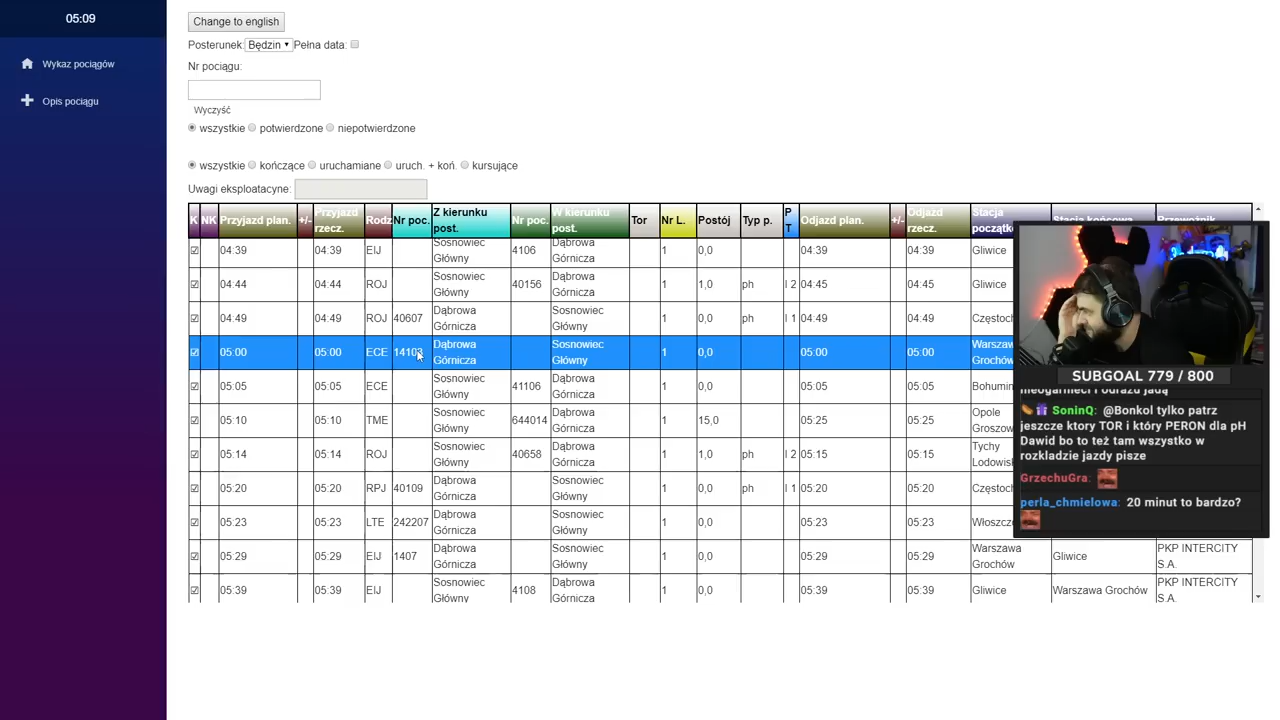 05:09
Wykaz pociągów
Opis pociągu
Change to english
Posterunek: Będzin Pełna data:
Nr pociągu:
Wyczyść
wszystkie potwierdzone niepotwierdzone
wszystkie kończące uruchamiane uruch. + koń. kursujące
Uwagi eksploatacyjne:
K NK Przyjazd plan. +/- Przyjazd rzecz. Rodz Nr poc. Z kierunku post. Nr poc. W kierunku post. Tor Nr L. Postój Typ p. P T Odjazd plan. +/- Odjazd rzecz. Stacja Stacja końcowa Przewoźnik
04:39 04:39 EIJ Sosnowiec Główny 4106 Dąbrowa Górnicza 1 0,0 04:39 04:39 Gliwice
04:44 04:44 ROJ Sosnowiec Główny 40156 Dąbrowa Górnicza 1 1,0 ph I 2 04:45 04:45 Gliwice
04:49 04:49 ROJ 40607 Dąbrowa Górnicza Sosnowiec Główny 1 0,0 ph I 1 04:49 04:49
05:00 05:00 ECE Dąbrowa Górnicza Sosnowiec Główny 1 0,0 05:00 05:00 Grochów
05:05 05:05 ECE Sosnowiec Główny 41106 Dąbrowa Górnicza 1 0,0 05:05 05:05
05:10 05:10 TME Sosnowiec Główny 644014 Dąbrowa Górnicza 1 15,0 05:25 05:25 Opole
05:14 05:14 ROJ Sosnowiec Główny 40658 Dąbrowa Górnicza 1 1,0 ph I 2 05:15 05:15 Tychy
05:20 05:20 RPJ 40109 Dąbrowa Górnicza Sosnowiec Główny 1 0,0 ph I 1 05:20 05:20
05:23 05:23 LTE 242207 Dąbrowa Górnicza Sosnowiec Główny 1 0,0 05:23 05:23
05:29 05:29 EIJ 1407 Dąbrowa Górnicza Sosnowiec Główny 1 0,0 05:29 05:29 Warszawa Grochów Gliwice PKP INTERCITY S.A.
05:39 05:39 EIJ Sosnowiec Główny 4108 Dąbrowa Górnicza 1 0,0 05:39 05:39 Gliwice Warszawa Grochów PKP INTERCITY S.A.
SUBGOAL 779 / 800
nieogarnięci i odrazu jadą
SoninQ: @Bonkol tylko patrz
jeszcze ktory TOR i który PERON dla pH
Dawid bo to też tam wszystko w
rozkladzie jazdy pisze
GrzechuGra:
perla_chmielowa: 20 minut to bardzo?